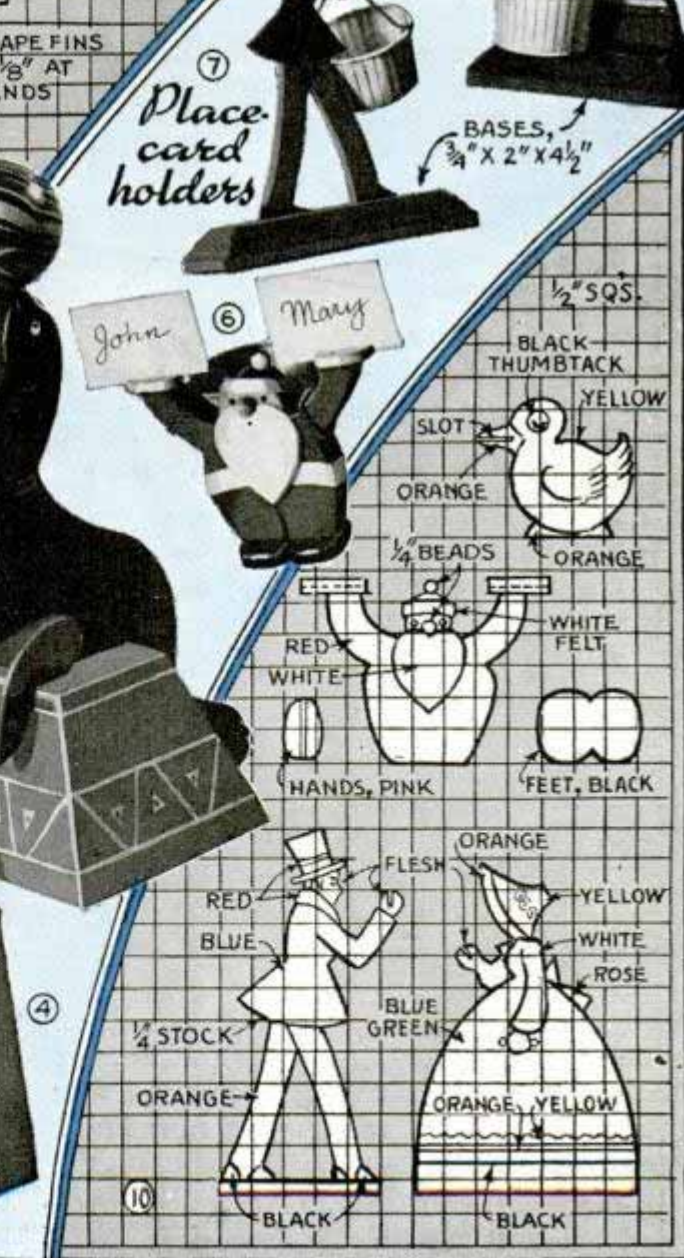 APE FINS
1/8" AT
NDS
⑦
Place-
card
holders
BASES,
3/4" X 2" X 4 1/2"
⑥
John
Mary
1/2" SQ'S.
BLACK
THUMBTACK
YELLOW
SLOT
ORANGE
ORANGE
1/4" BEADS
WHITE
FELT
RED
WHITE
HANDS, PINK
FEET, BLACK
ORANGE
FLESH
RED
YELLOW
BLUE
WHITE
ROSE
④
BLUE
GREEN
1/4 STOCK
ORANGE
ORANGE YELLOW
⑩
BLACK
BLACK